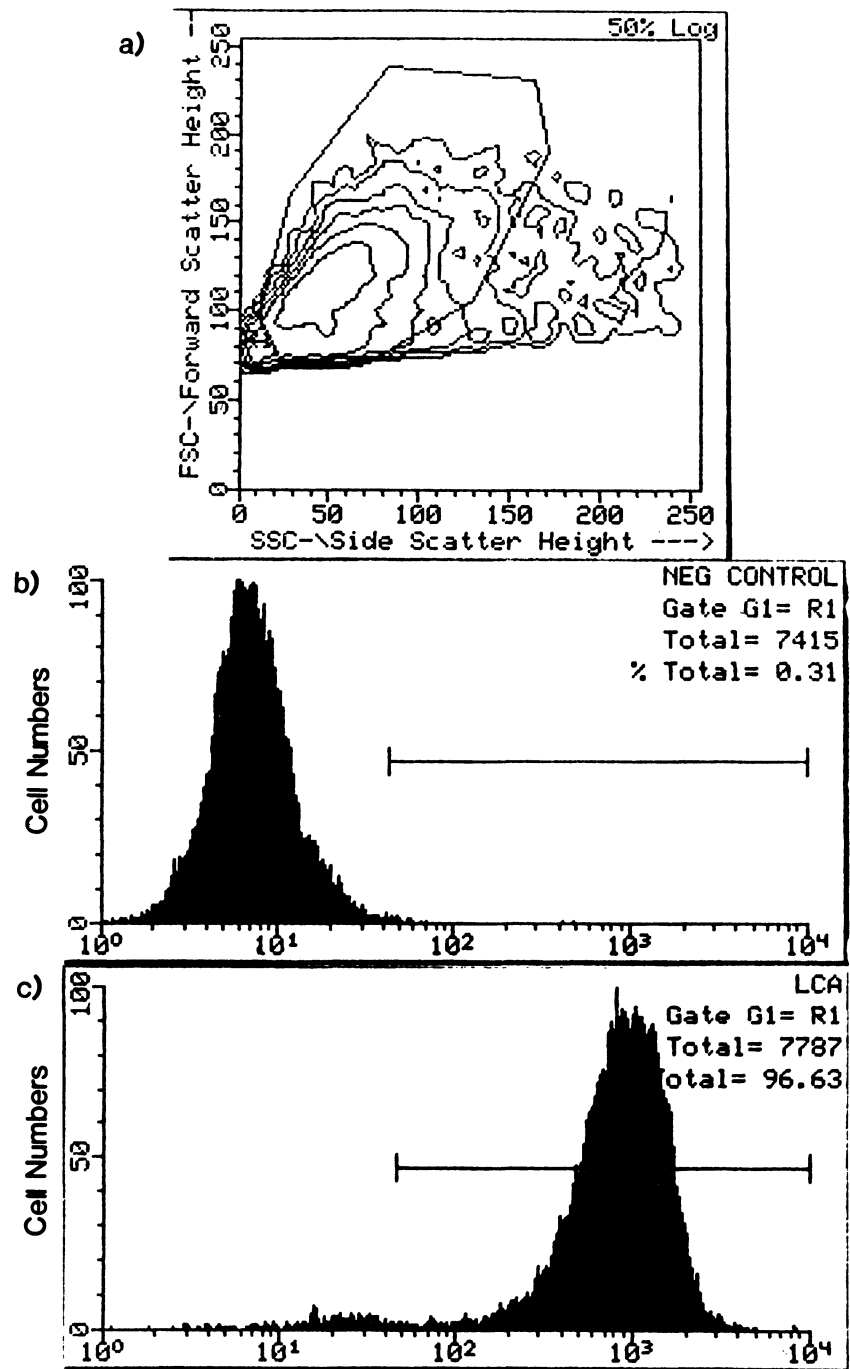 a)
50% Log
FSC-\Forward Scatter Height --
250
200
150
100
50
0
0 50 100 150 200 250
SSC-\Side Scatter Height --->
b)
NEG CONTROL
Gate G1= R1
Total= 7415
% Total= 0.31
Cell Numbers
100
50
0
10⁰ 10¹ 10² 10³ 10⁴
c)
LCA
Gate G1= R1
Total= 7787
otal= 96.63
Cell Numbers
100
50
0
10⁰ 10¹ 10² 10³ 10⁴